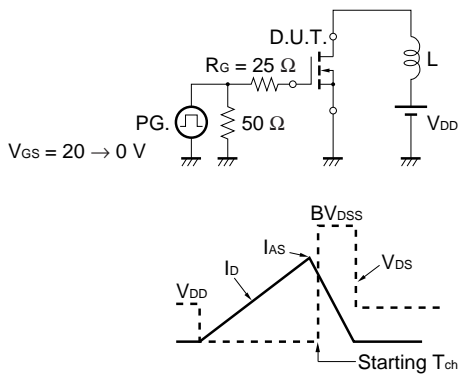 D.U.T.
RG = 25 Ω
L
PG.
50 Ω
VDD
VGS = 20 → 0 V
BVDSS
IAS
ID
VDS
VDD
Starting Tch